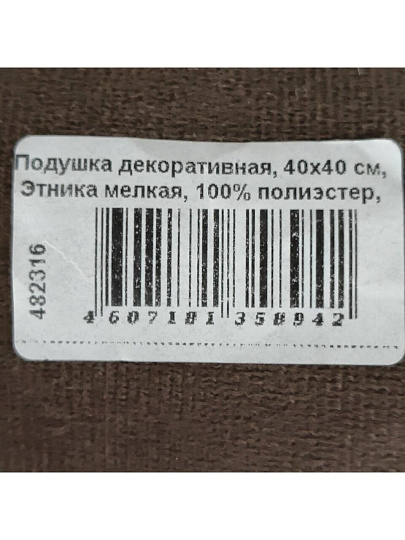 Подушка декоративная, 40x40 см,
Этника мелкая, 100% полиэстер,
482316
4 607181 358942